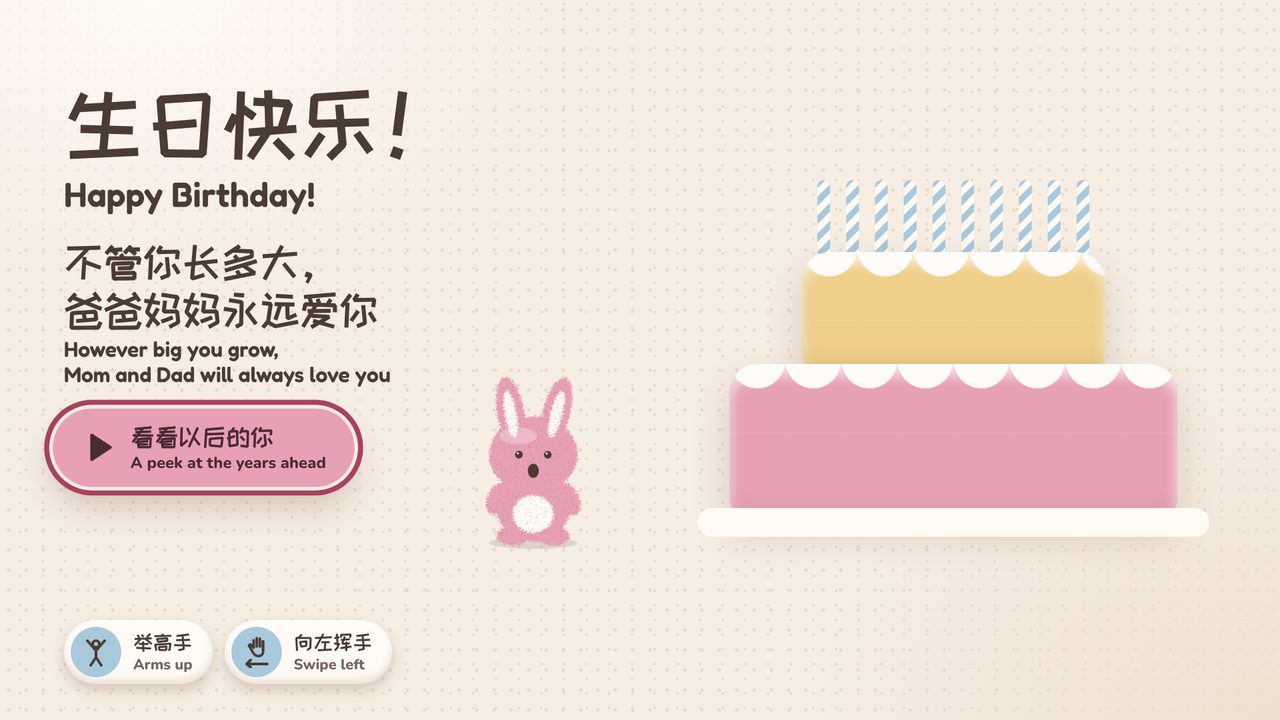 生日快乐!
Happy Birthday!
不管你长多大,
爸爸妈妈永远爱你
However big you grow,
Mom and Dad will always love you
看看以后的你
A peek at the years ahead
举高手
Arms up
向左挥手
Swipe left